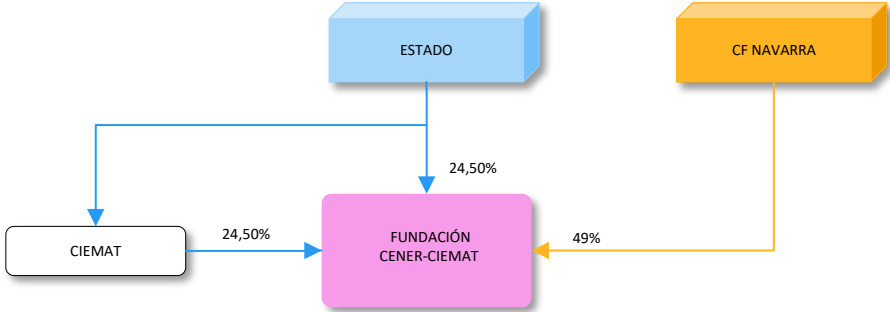 ESTADO
CF NAVARRA
24,50%
CIEMAT
24,50%
FUNDACIÓN
CENER-CIEMAT
49%